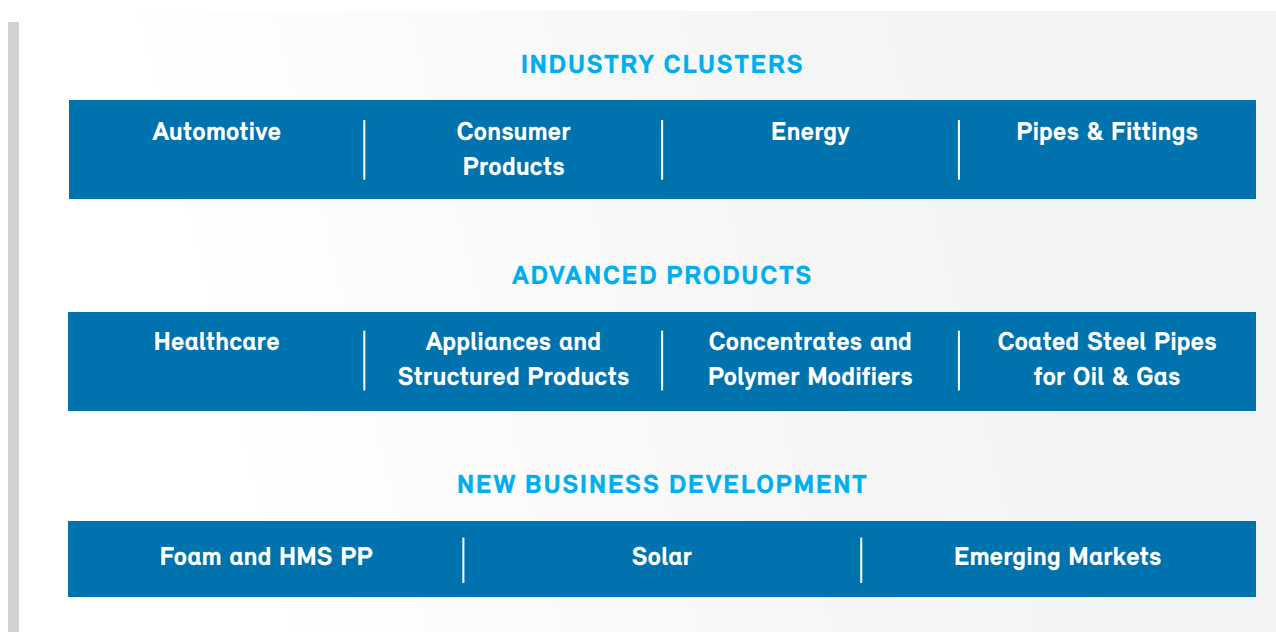 INDUSTRY CLUSTERS
Automotive
Consumer
Products
Energy
Pipes & Fittings
ADVANCED PRODUCTS
Healthcare
Appliances and
Structured Products
Concentrates and
Polymer Modifiers
Coated Steel Pipes
for Oil & Gas
NEW BUSINESS DEVELOPMENT
Foam and HMS PP
Solar
Emerging Markets